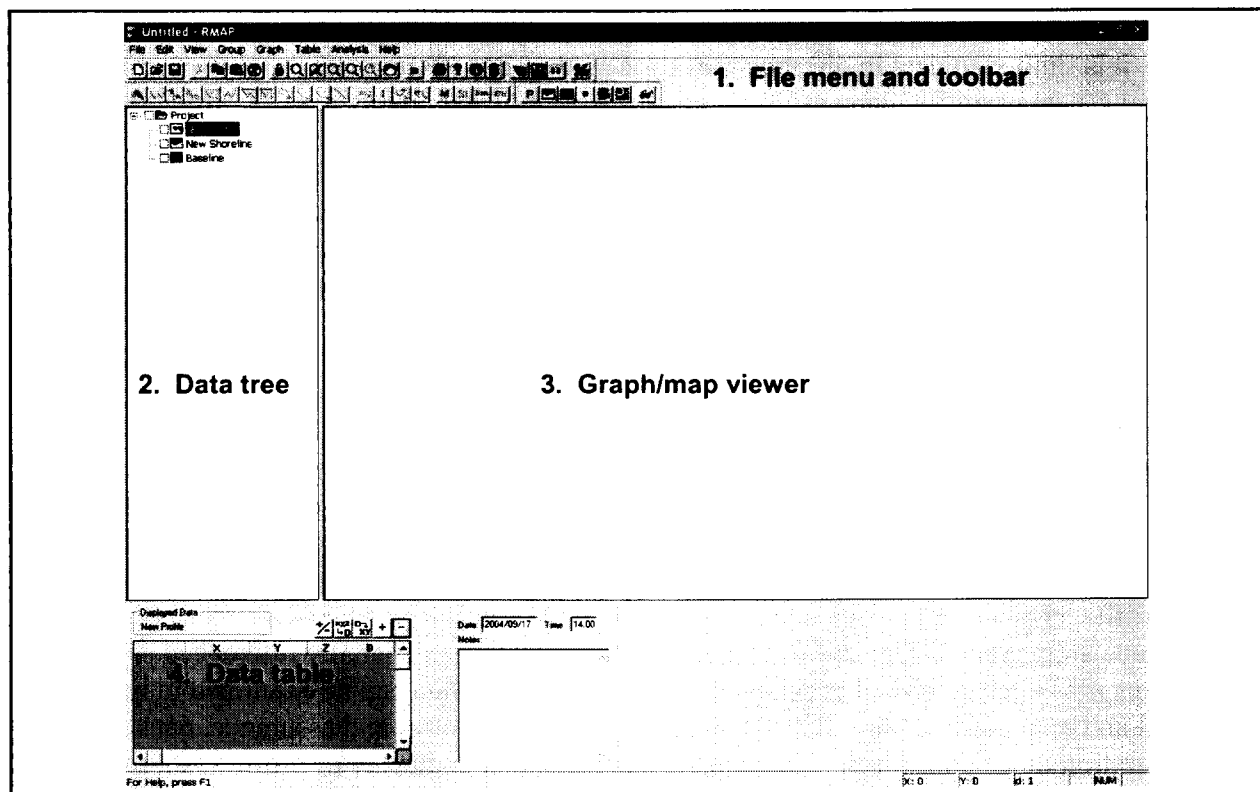 Untitled - RMAP
File Edit View Group Graph Table Analysis Help
1. File menu and toolbar
Project
New Shoreline
Baseline
2. Data tree
3. Graph/map viewer
Displayed Data
New Profile
Date: 2004/09/17 Time 14:00
Notes:
X Y Z D
4. Data table
For Help, press F1
X: 0 Y: 0 id: 1 NUM